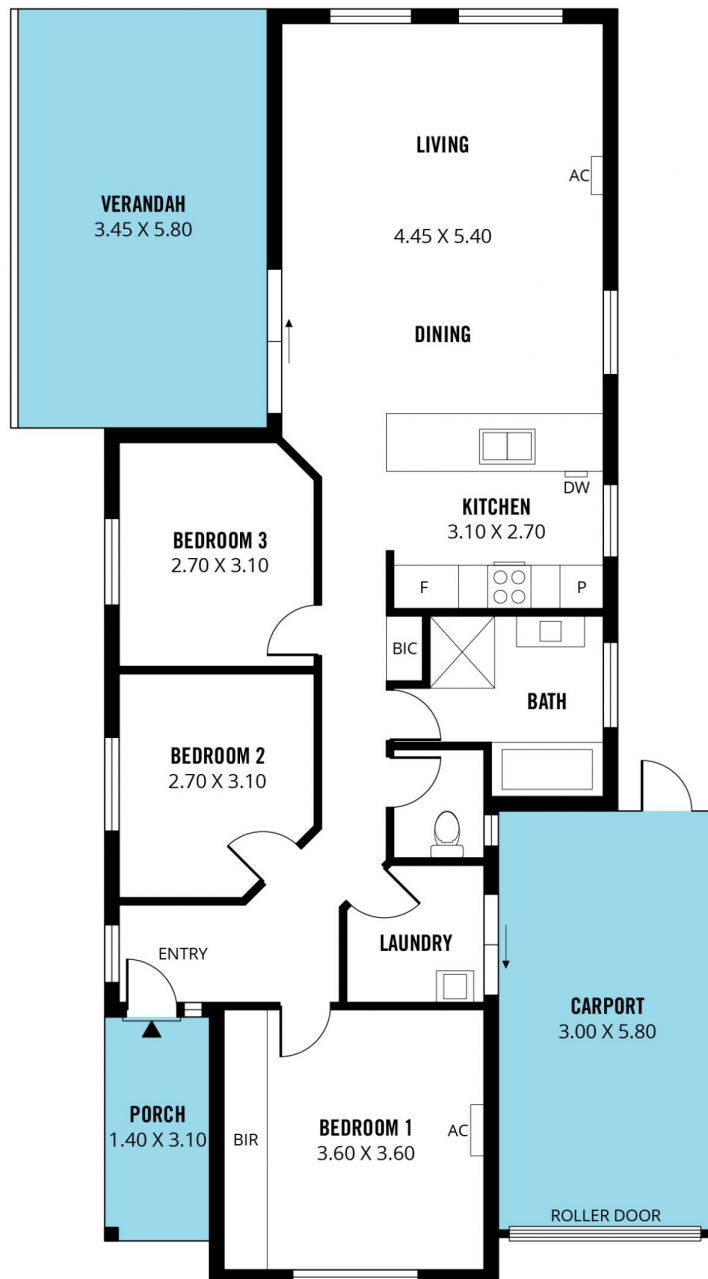 LIVING
AC
VERANDAH
3.45 X 5.80
4.45 X 5.40
DINING
DW
KITCHEN
3.10 X 2.70
BEDROOM 3
2.70 X 3.10
F
P
BIC
BATH
BEDROOM 2
2.70 X 3.10
ENTRY
LAUNDRY
CARPORT
3.00 X 5.80
PORCH
1.40 X 3.10
BIR
BEDROOM 1
3.60 X 3.60
AC
ROLLER DOOR